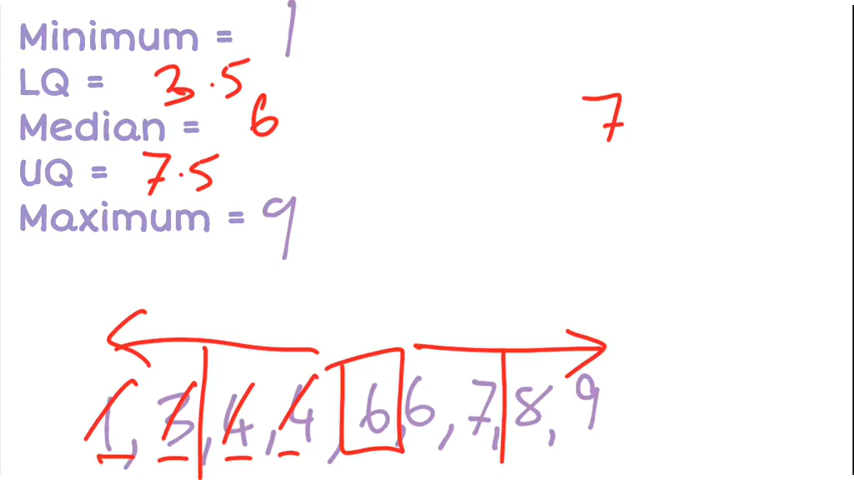 Minimum = 1
LQ = 3.5
Median = 6
UQ = 7.5
Maximum = 9
7
1, 3, 4, 4, 6, 6, 7, 8, 9